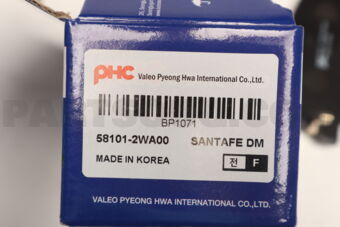 PHC Valeo Pyeong Hwa International Co.,Ltd.
BP1071
58101-2WA00 SANTAFE DM
MADE IN KOREA 전 F
VALEO PYEONG HWA INTERNATIONAL CO.,LTD.